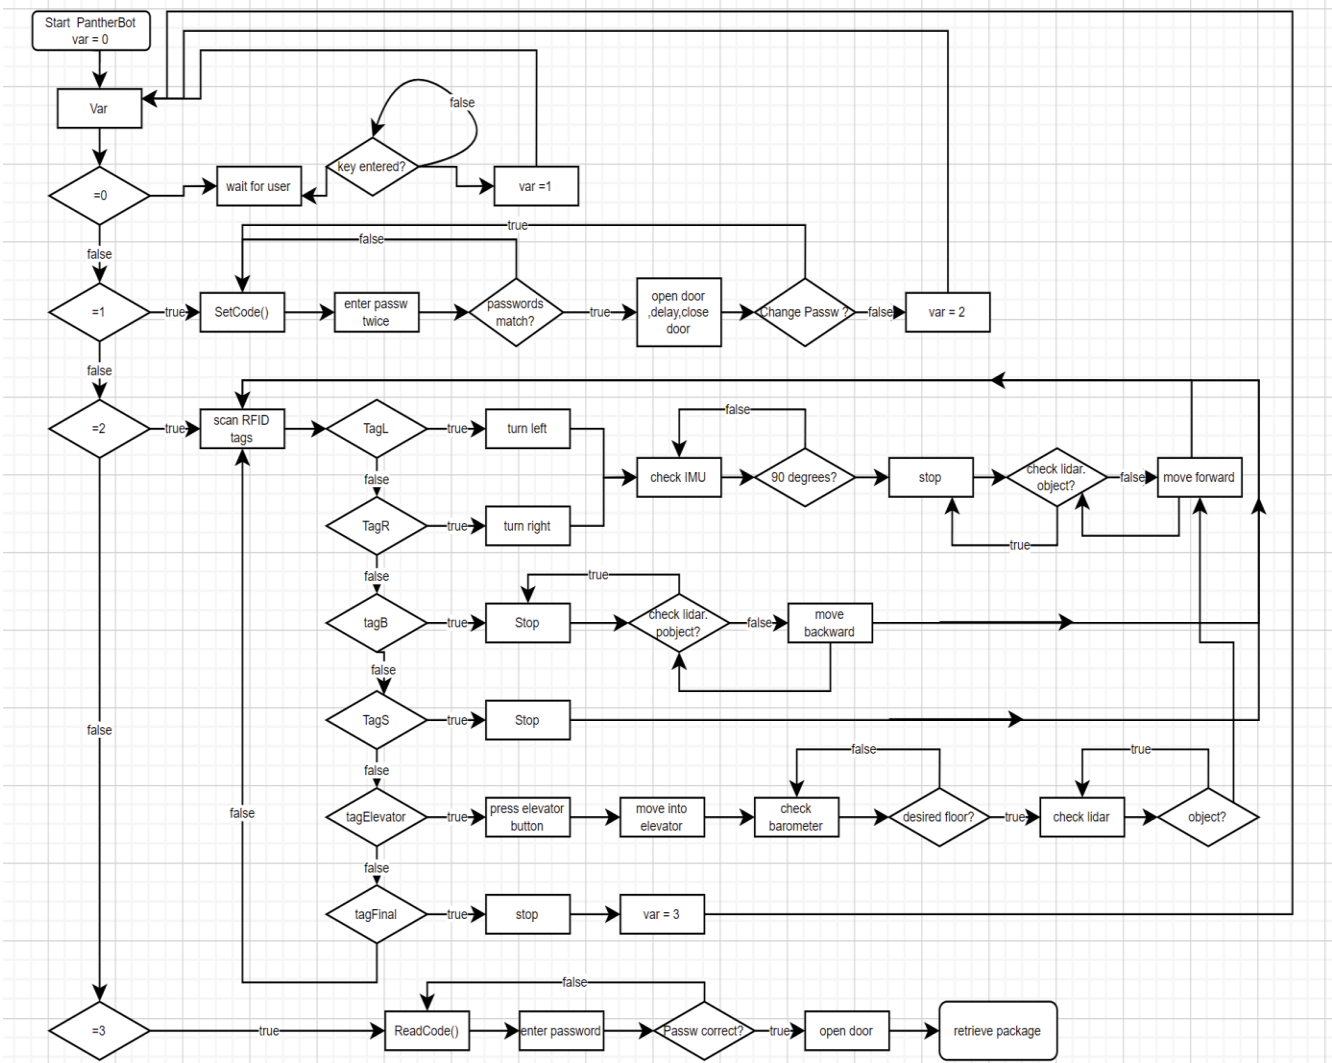 Start PantherBot
var = 0
Var
false
key entered?
=0
wait for user
var =1
true
false
false
=1
true
SetCode()
enter passw
twice
passwords
match?
true
open door
,delay,close
door
Change Passw ?
false
var = 2
false
=2
true
scan RFID
tags
TagL
true
turn left
false
check IMU
90 degrees?
stop
check lidar.
object?
false
move forward
false
TagR
true
turn right
true
false
true
tagB
true
Stop
check lidar.
pobject?
false
move
backward
false
TagS
true
Stop
false
false
false
true
tagElevator
true
press elevator
button
move into
elevator
check
barometer
desired floor?
true
check lidar
object?
false
false
tagFinal
true
stop
var = 3
false
=3
true
ReadCode()
enter password
Passw correct?
true
open door
retrieve package